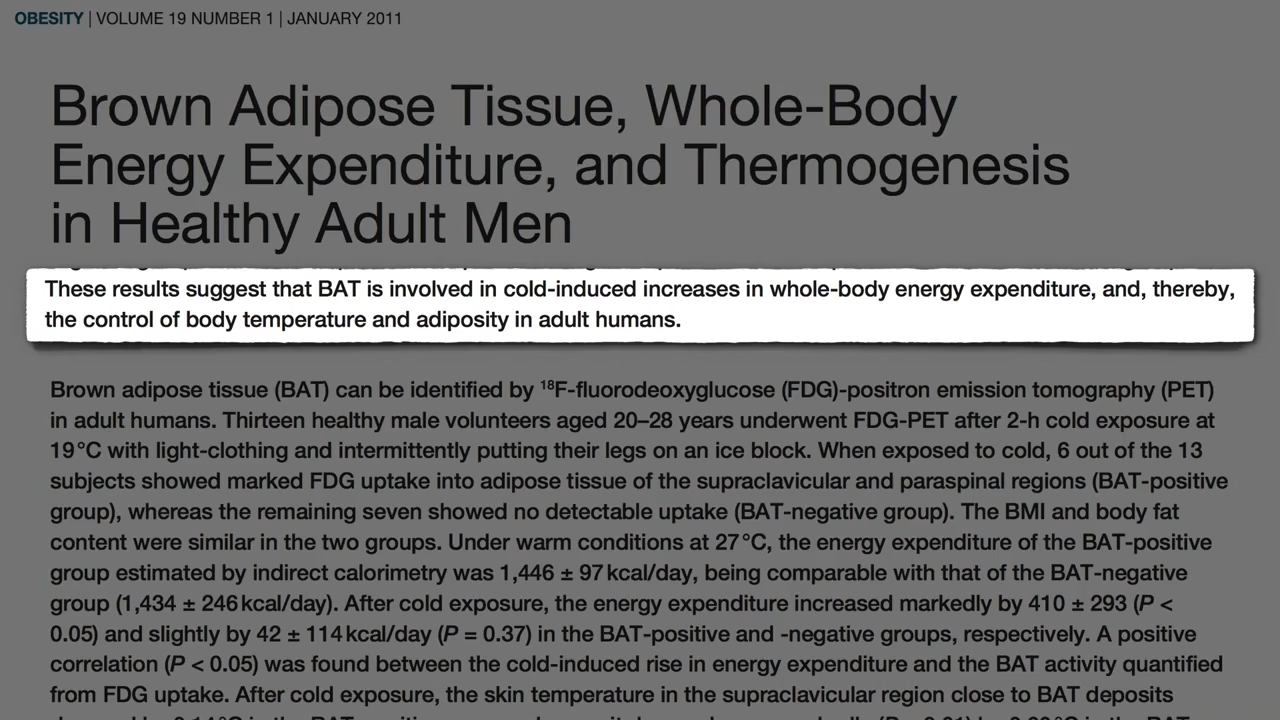 OBESITY | VOLUME 19 NUMBER 1 | JANUARY 2011
Brown Adipose Tissue, Whole-Body
Energy Expenditure, and Thermogenesis
in Healthy Adult Men
These results suggest that BAT is involved in cold-induced increases in whole-body energy expenditure, and, thereby,
the control of body temperature and adiposity in adult humans.
Brown adipose tissue (BAT) can be identified by ¹⁸F-fluorodeoxyglucose (FDG)-positron emission tomography (PET)
in adult humans. Thirteen healthy male volunteers aged 20–28 years underwent FDG-PET after 2-h cold exposure at
19 °C with light-clothing and intermittently putting their legs on an ice block. When exposed to cold, 6 out of the 13
subjects showed marked FDG uptake into adipose tissue of the supraclavicular and paraspinal regions (BAT-positive
group), whereas the remaining seven showed no detectable uptake (BAT-negative group). The BMI and body fat
content were similar in the two groups. Under warm conditions at 27 °C, the energy expenditure of the BAT-positive
group estimated by indirect calorimetry was 1,446 ± 97 kcal/day, being comparable with that of the BAT-negative
group (1,434 ± 246 kcal/day). After cold exposure, the energy expenditure increased markedly by 410 ± 293 (P <
0.05) and slightly by 42 ± 114 kcal/day (P = 0.37) in the BAT-positive and -negative groups, respectively. A positive
correlation (P < 0.05) was found between the cold-induced rise in energy expenditure and the BAT activity quantified
from FDG uptake. After cold exposure, the skin temperature in the supraclavicular region close to BAT deposits